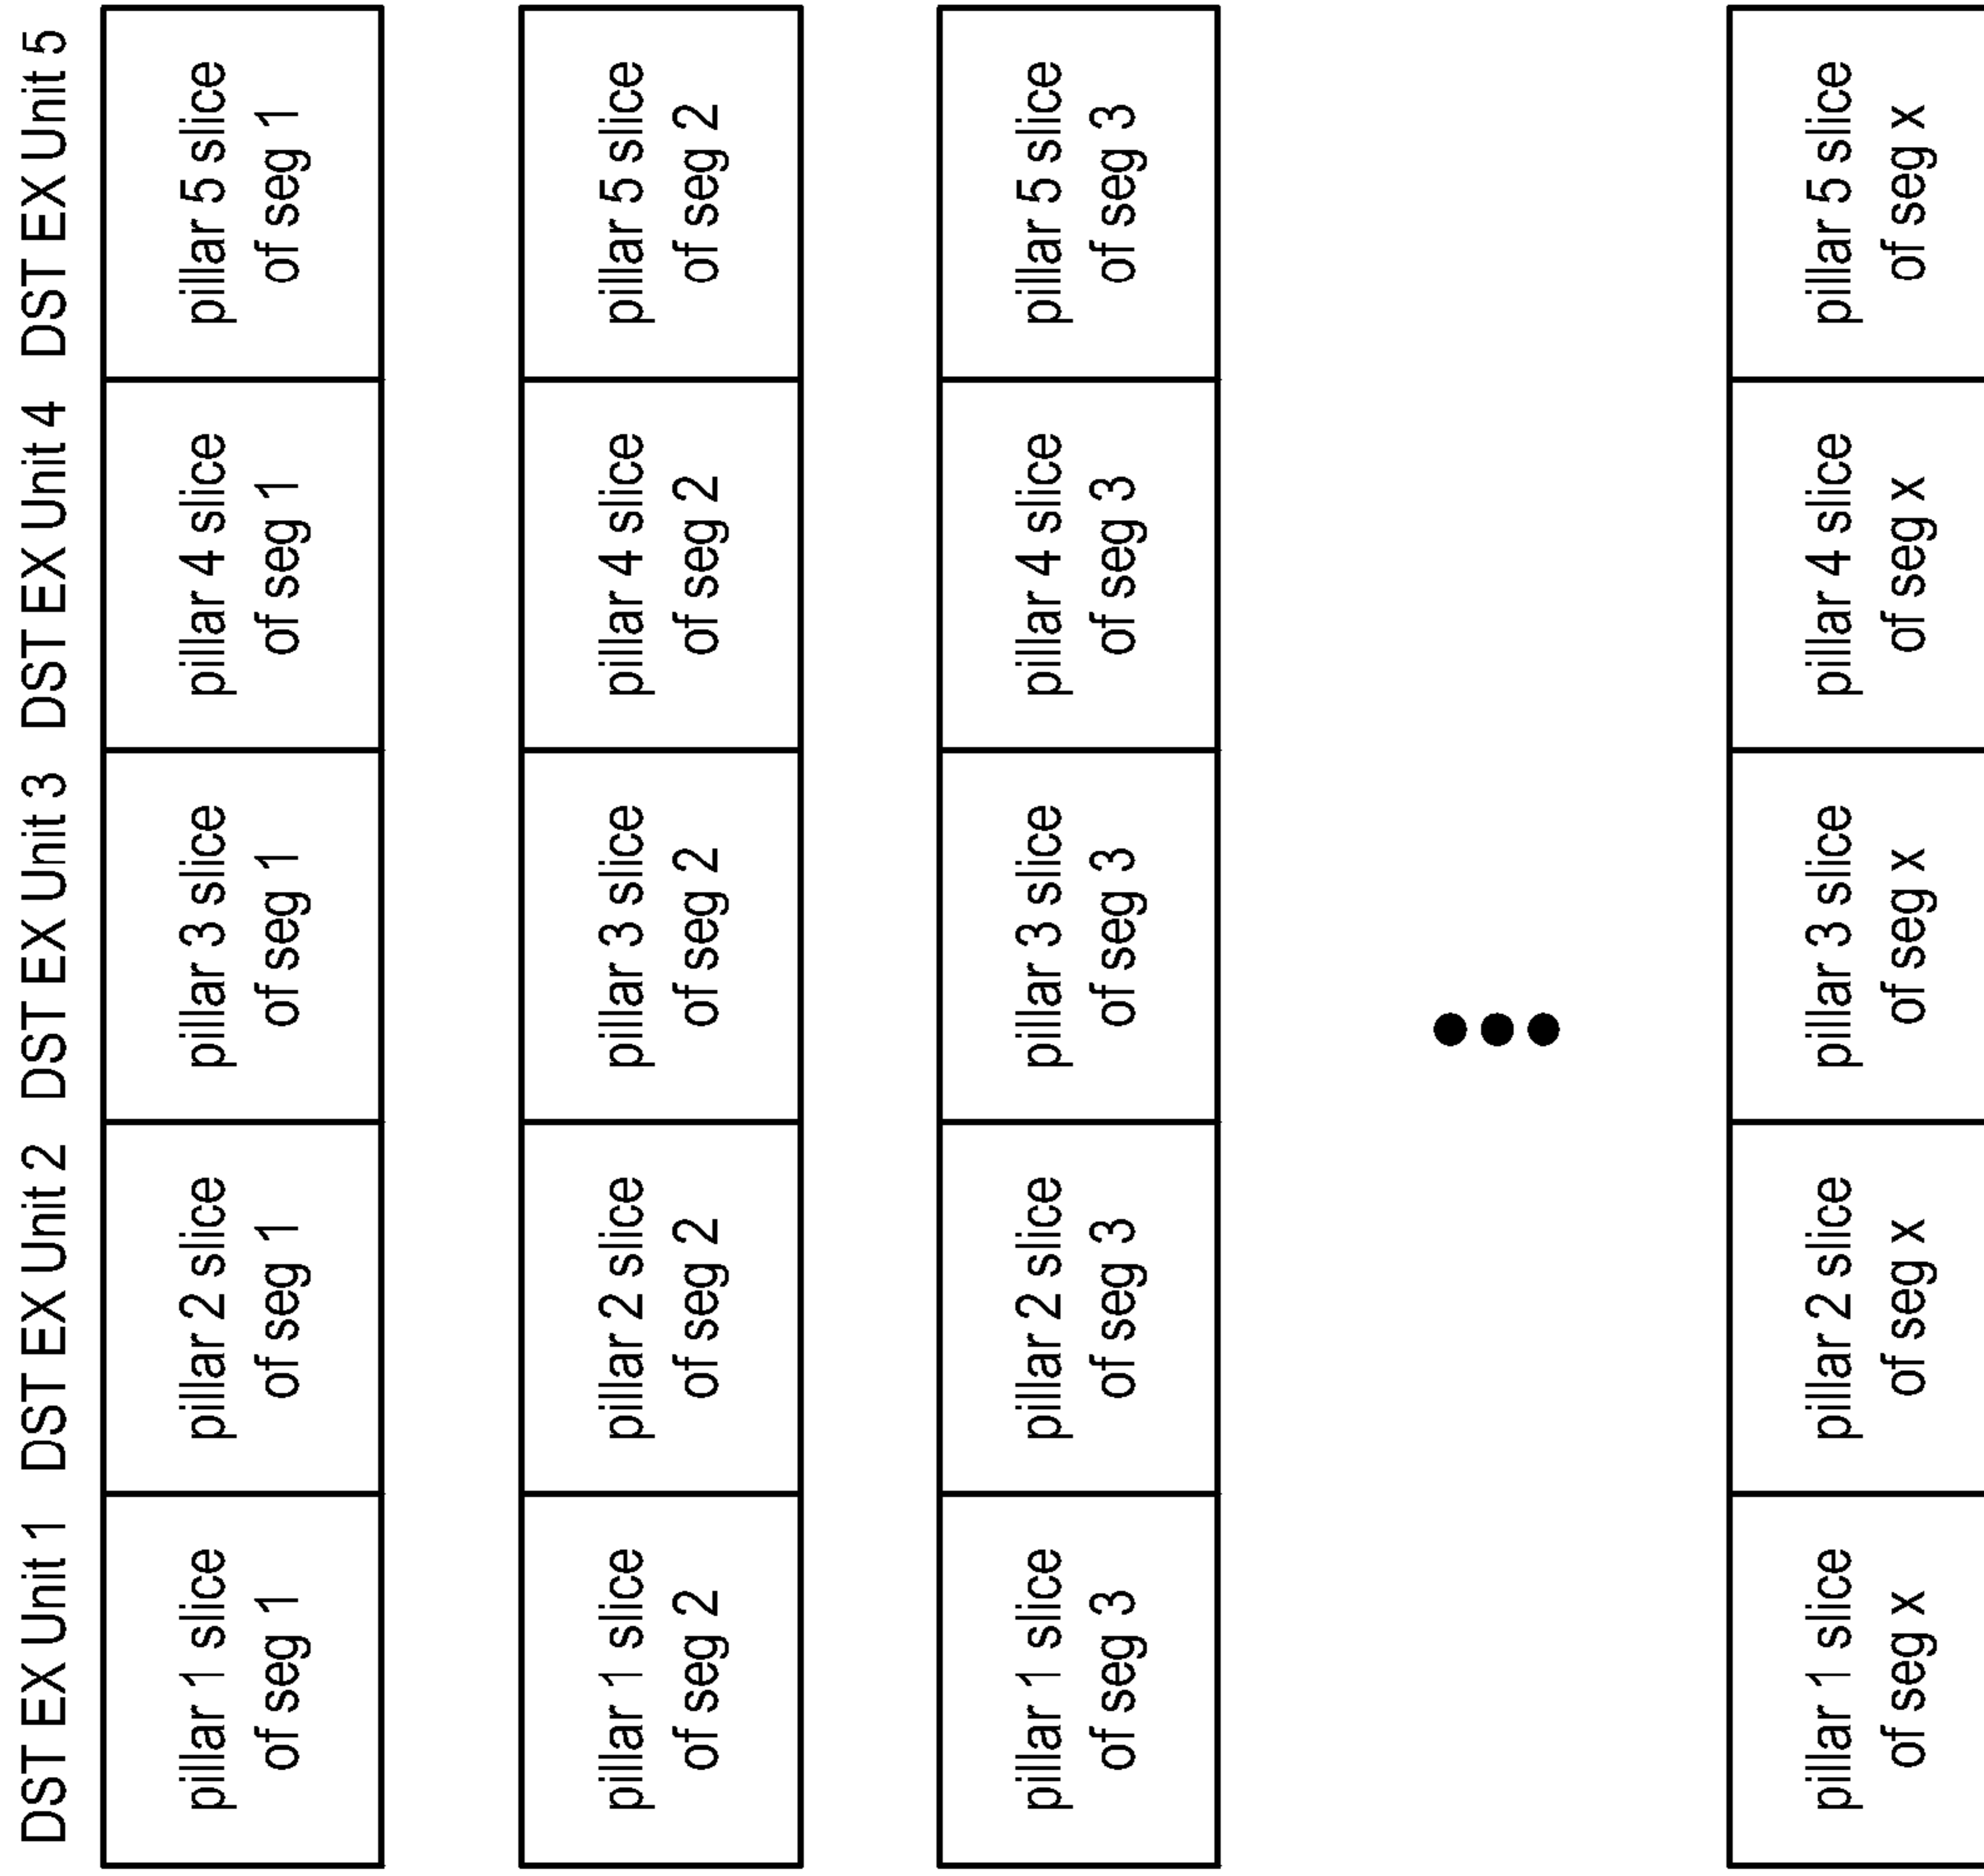 DST EX Unit 1 DST EX Unit 2 DST EX Unit 3 DST EX Unit 4 DST EX Unit 5
pillar 1 slice
of seg 1
pillar 2 slice
of seg 1
pillar 3 slice
of seg 1
pillar 4 slice
of seg 1
pillar 5 slice
of seg 1
pillar 1 slice
of seg 2
pillar 2 slice
of seg 2
pillar 3 slice
of seg 2
pillar 4 slice
of seg 2
pillar 5 slice
of seg 2
pillar 1 slice
of seg 3
pillar 2 slice
of seg 3
pillar 3 slice
of seg 3
pillar 4 slice
of seg 3
pillar 5 slice
of seg 3
pillar 1 slice
of seg x
pillar 2 slice
of seg x
pillar 3 slice
of seg x
pillar 4 slice
of seg x
pillar 5 slice
of seg x